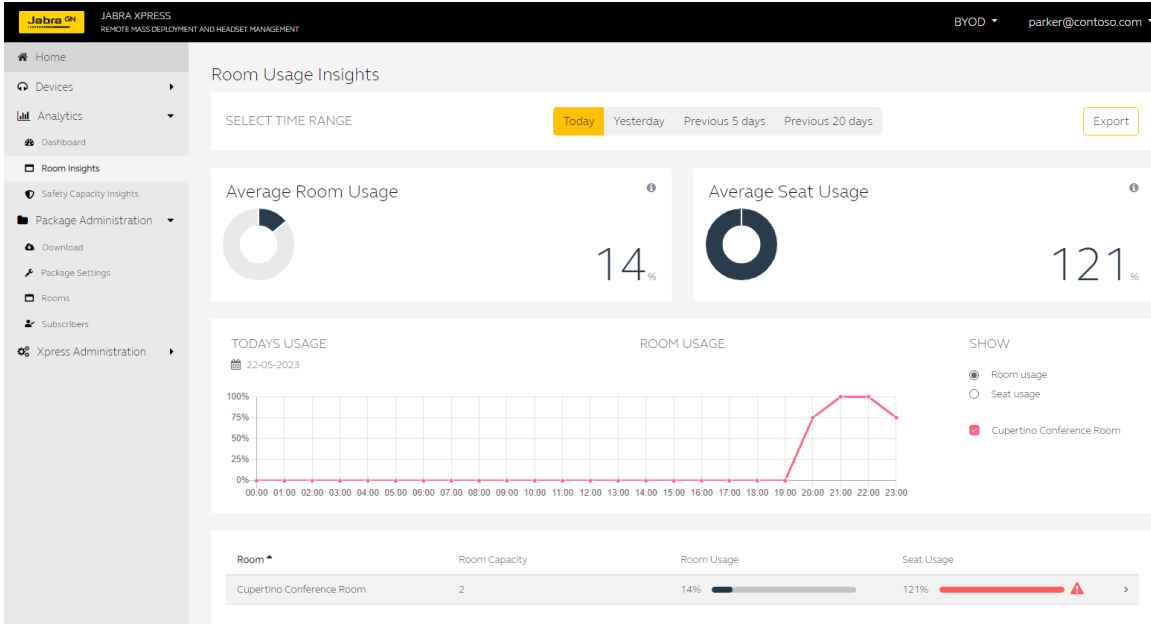 Jabra GN
JABRA XPRESS
REMOTE MASS DEPLOYMENT AND HEADSET MANAGEMENT
BYOD
parker@contoso.com
Home
Devices
Analytics
Dashboard
Room Insights
Safety Capacity Insights
Package Administration
Download
Package Settings
Rooms
Subscribers
Xpress Administration
Room Usage Insights
SELECT TIME RANGE
Today Yesterday Previous 5 days Previous 20 days
Export
Average Room Usage
14%
Average Seat Usage
121%
TODAYS USAGE
22-05-2023
ROOM USAGE
100%
75%
50%
25%
0%
00:00 01:00 02:00 03:00 04:00 05:00 06:00 07:00 08:00 09:00 10:00 11:00 12:00 13:00 14:00 15:00 16:00 17:00 18:00 19:00 20:00 21:00 22:00 23:00
SHOW
Room usage
Seat usage
Cupertino Conference Room
Room Room Capacity Room Usage Seat Usage
Cupertino Conference Room 2 14% 121%